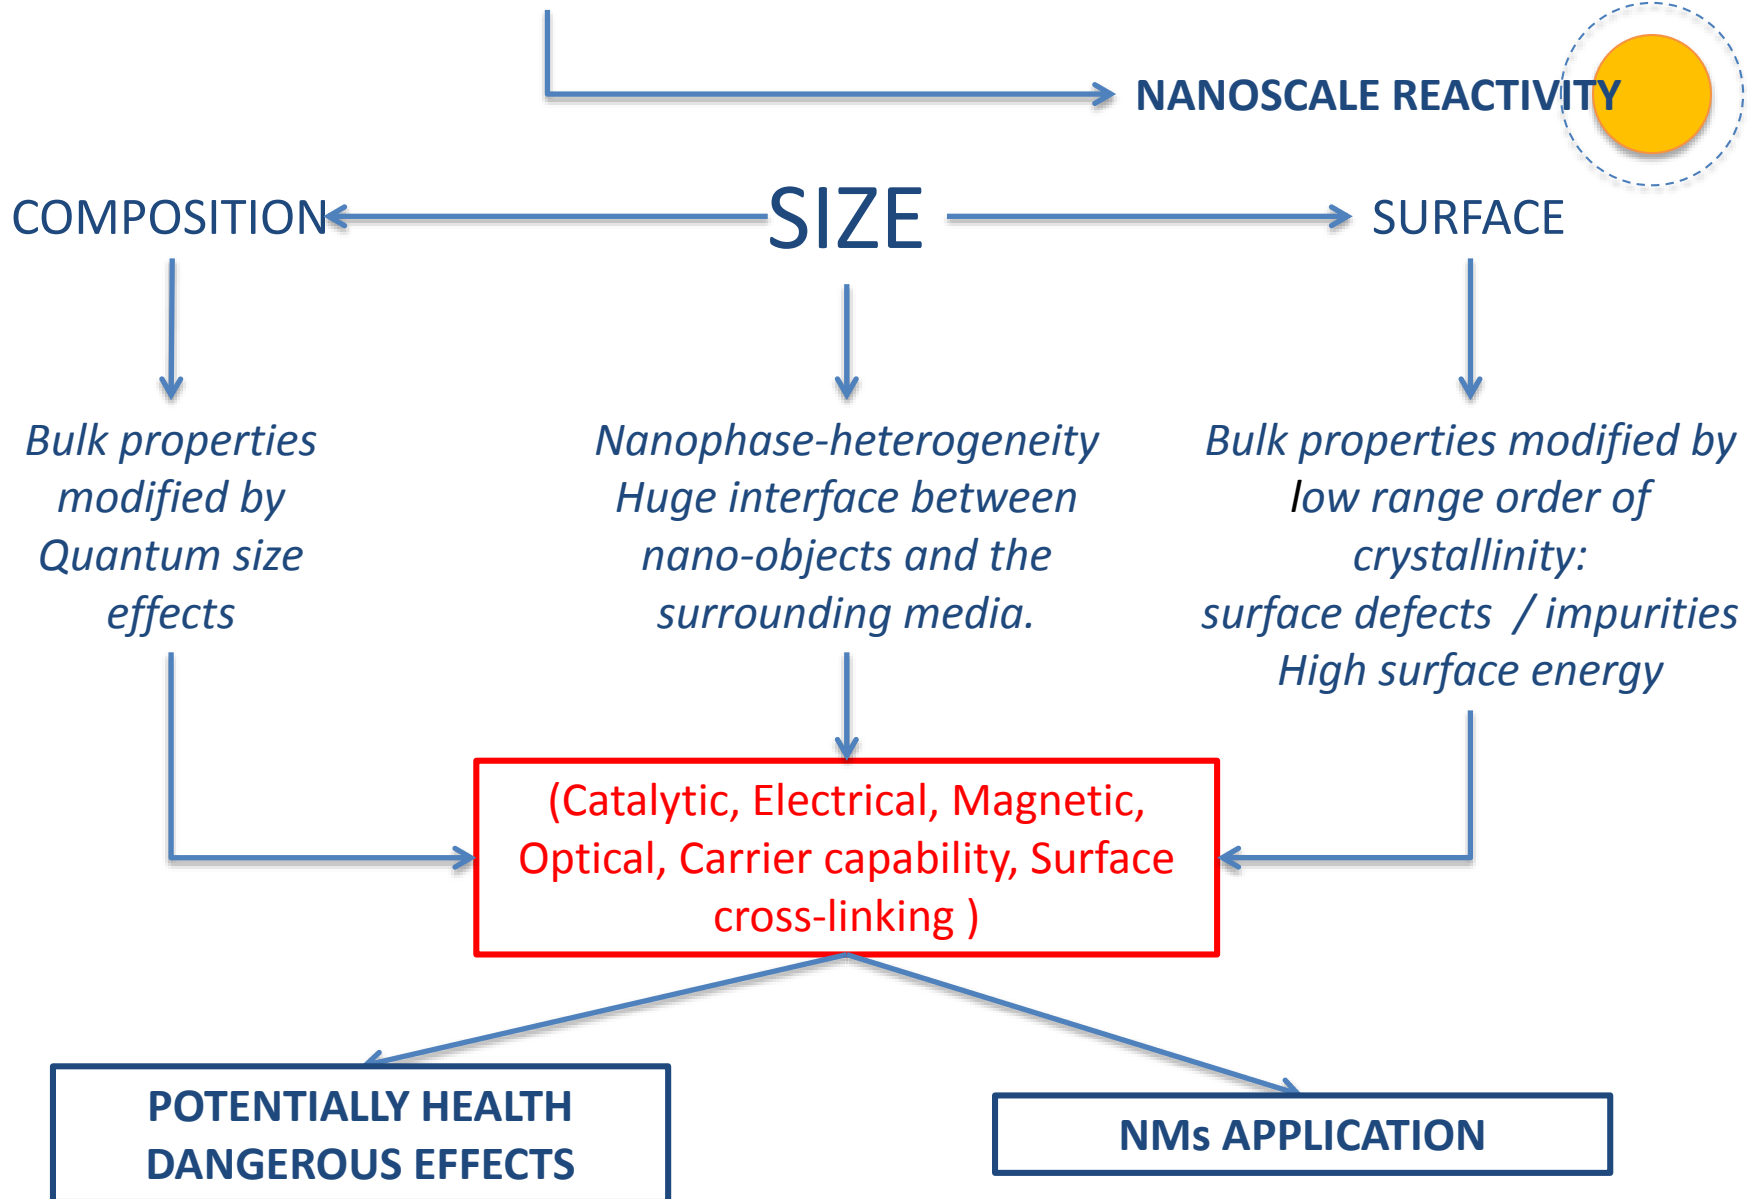 NANOSCALE REACTIVITY
COMPOSITION
SIZE
SURFACE
Bulk properties
modified by
Quantum size
effects
Nanophase-heterogeneity
Huge interface between
nano-objects and the
surrounding media.
Bulk properties modified by
low range order of
crystallinity:
surface defects / impurities
High surface energy
(Catalytic, Electrical, Magnetic,
Optical, Carrier capability, Surface
cross-linking )
POTENTIALLY HEALTH
DANGEROUS EFFECTS
NMs APPLICATION